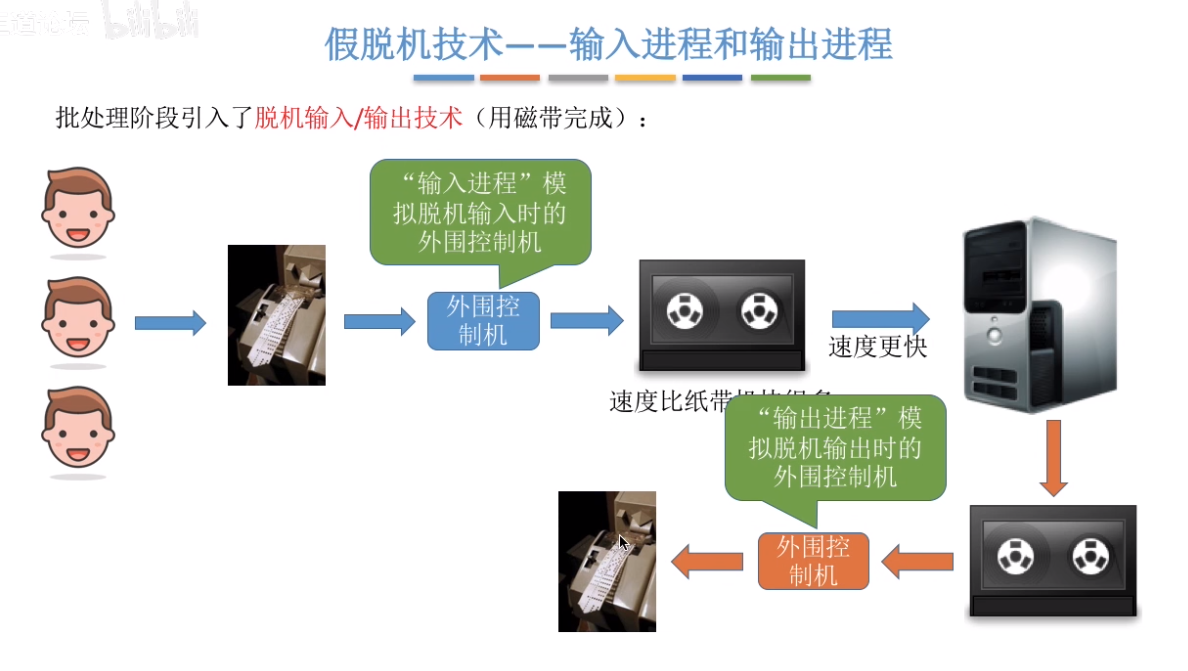 bilibili
假脱机技术——输入进程和输出进程
批处理阶段引入了脱机输入/输出技术（用磁带完成）：
“输入进程”模
拟脱机输入时的
外围控制机
外围控
制机
速度更快
速度比纸带
“输出进程”模
拟脱机输出时的
外围控制机
外围控
制机